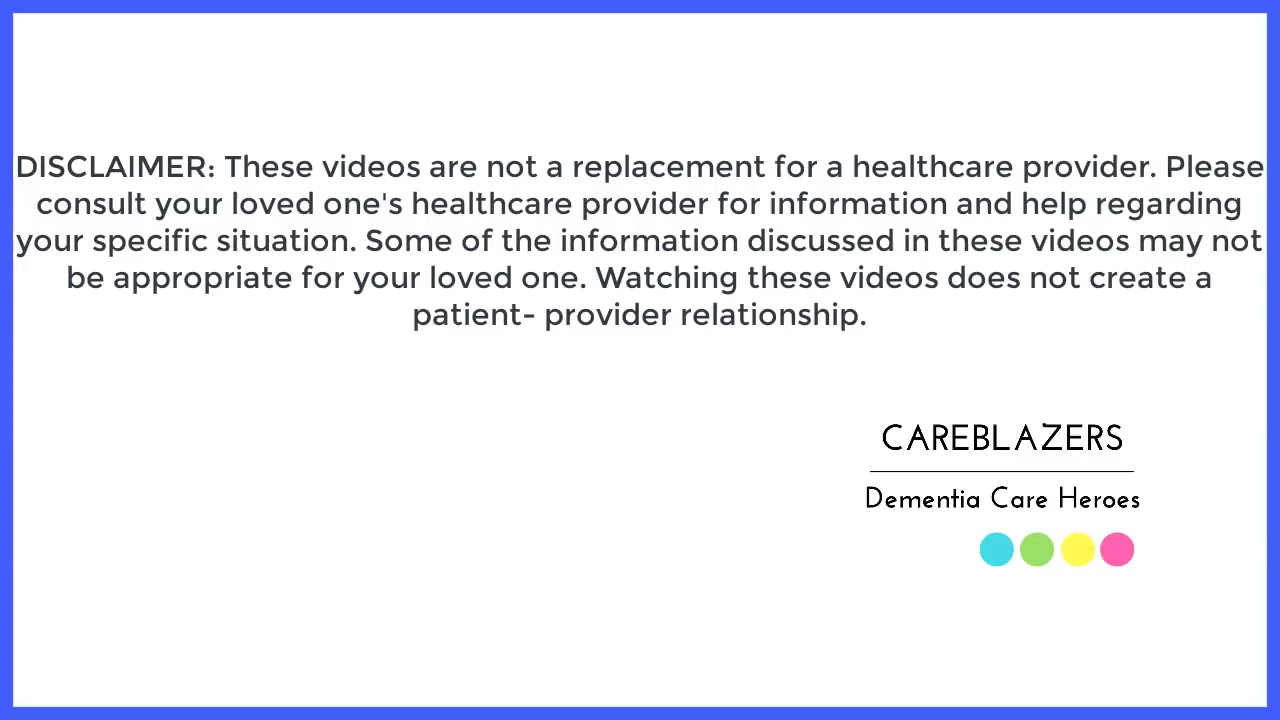 DISCLAIMER: These videos are not a replacement for a healthcare provider. Please
consult your loved one's healthcare provider for information and help regarding
your specific situation. Some of the information discussed in these videos may not
be appropriate for your loved one. Watching these videos does not create a
patient- provider relationship.
CAREBLAZERS
Dementia Care Heroes